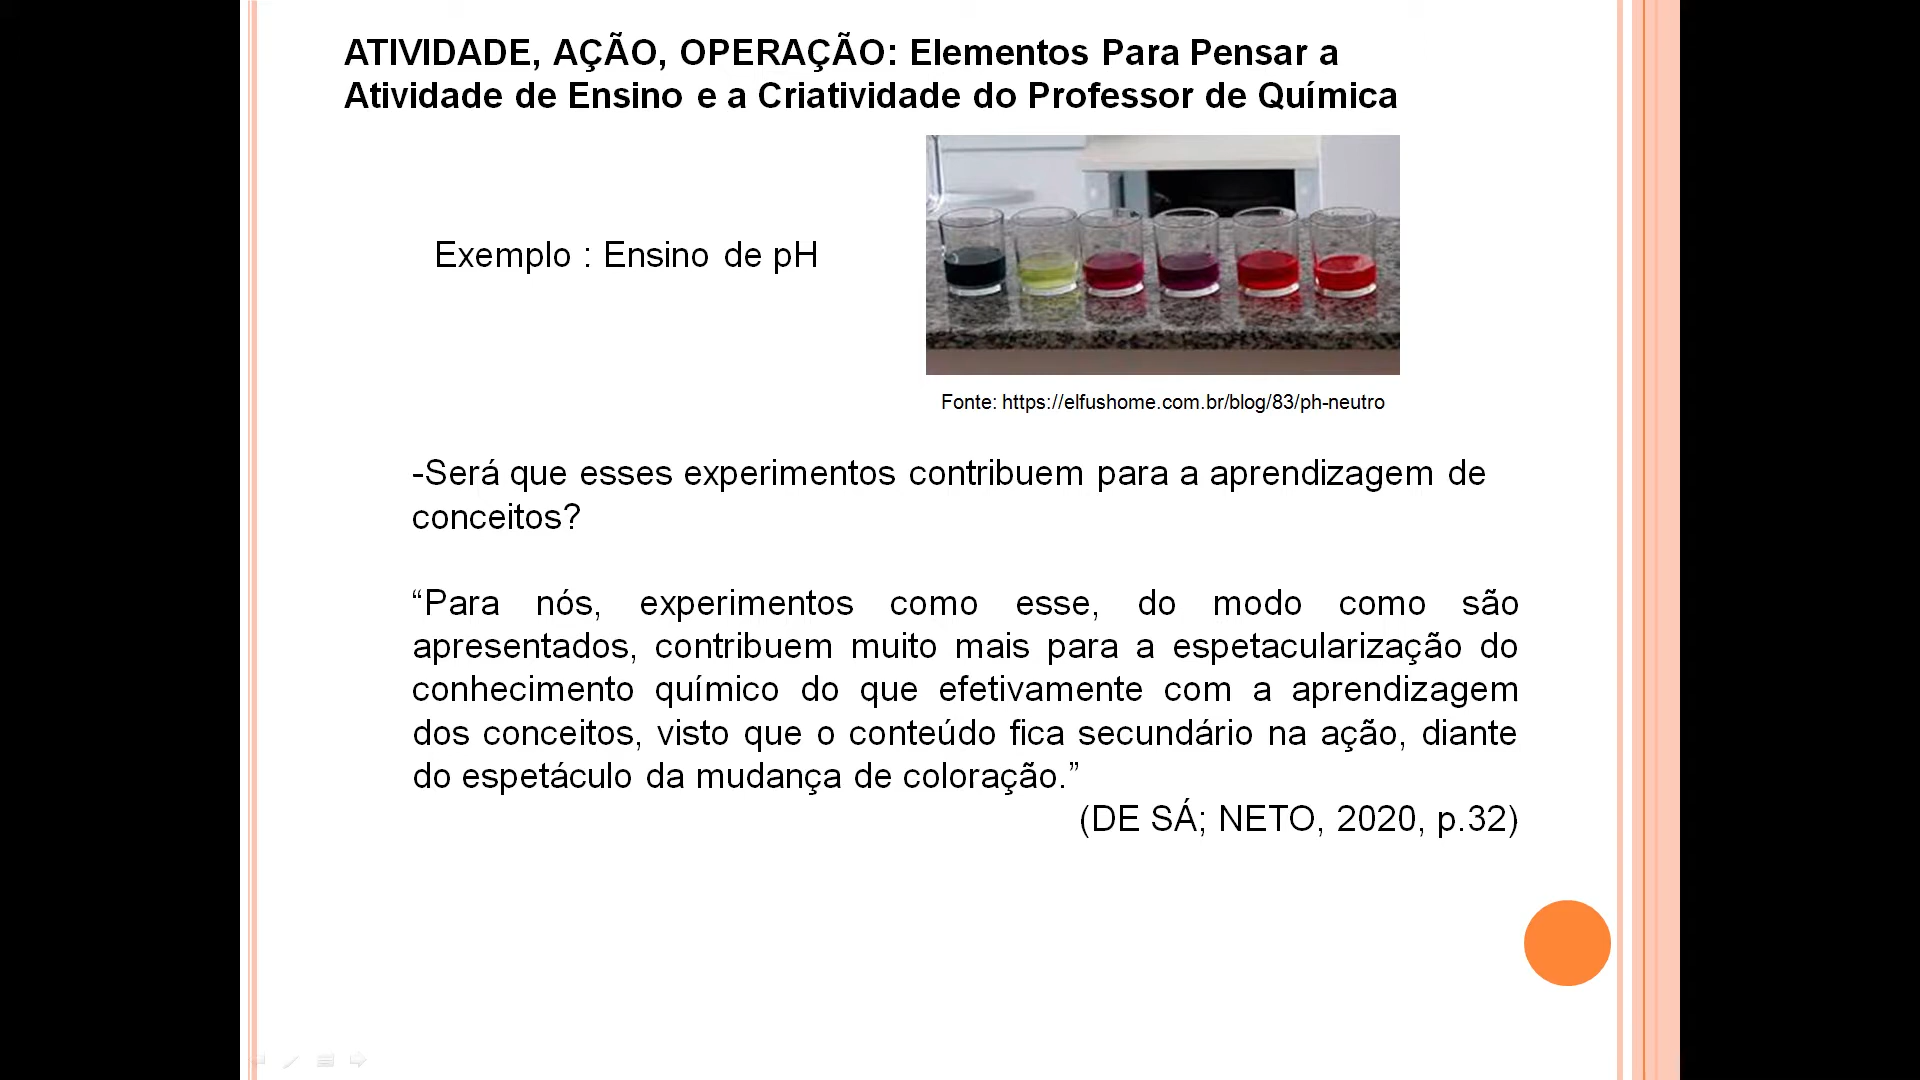 ATIVIDADE, AÇÃO, OPERAÇÃO: Elementos Para Pensar a
Atividade de Ensino e a Criatividade do Professor de Química
Exemplo : Ensino de pH
Fonte: https://elfushome.com.br/blog/83/ph-neutro
-Será que esses experimentos contribuem para a aprendizagem de
conceitos?
“Para nós, experimentos como esse, do modo como são
apresentados, contribuem muito mais para a espetacularização do
conhecimento químico do que efetivamente com a aprendizagem
dos conceitos, visto que o conteúdo fica secundário na ação, diante
do espetáculo da mudança de coloração.”
(DE SÁ; NETO, 2020, p.32)